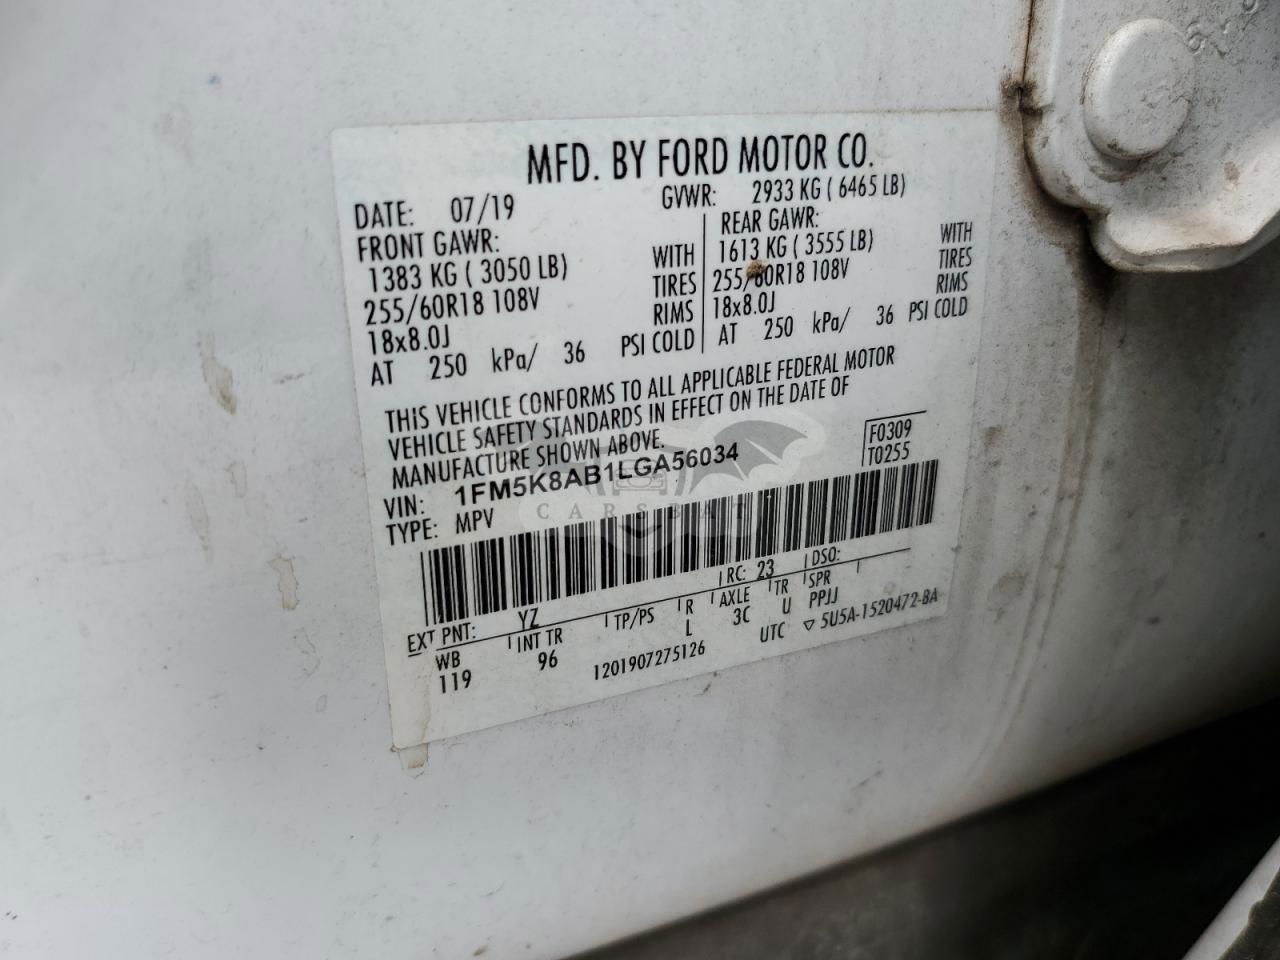 MFD. BY FORD MOTOR CO.
DATE: 07/19 GVWR: 2933 KG ( 6465 LB)
FRONT GAWR: REAR GAWR:
1383 KG ( 3050 LB) WITH 1613 KG ( 3555 LB) WITH
255/60R18 108V TIRES 255/60R18 108V TIRES
18x8.0J RIMS 18x8.0J RIMS
AT 250 kPa/ 36 PSI COLD AT 250 kPa/ 36 PSI COLD
THIS VEHICLE CONFORMS TO ALL APPLICABLE FEDERAL MOTOR
VEHICLE SAFETY STANDARDS IN EFFECT ON THE DATE OF
MANUFACTURE SHOWN ABOVE.
F0309
T0255
VIN: 1FM5K8AB1LGA56034
TYPE: MPV
CARSBAT
EXT PNT: YZ RC: 23 DSO:
WB INT TR TP/PS R AXLE TR SPR
119 96 L 3C U PPJJ
1201907275126 UTC ▽ 5U5A-1520472-BA